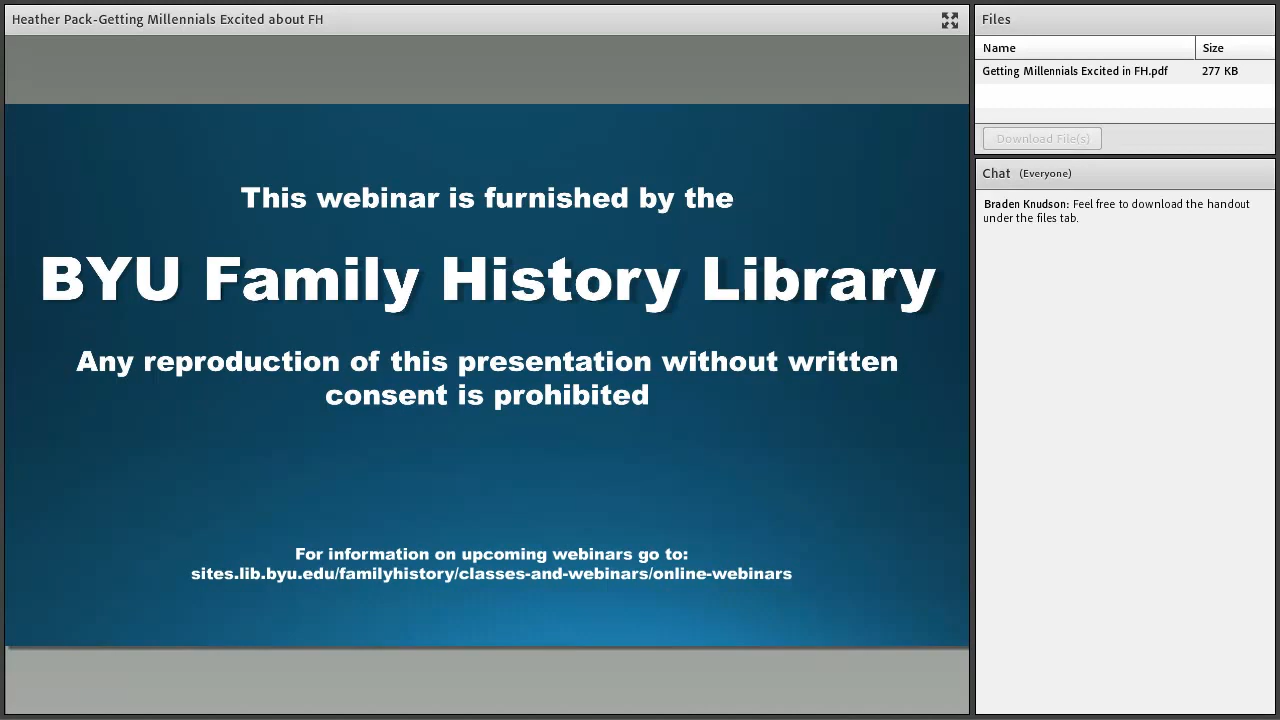 Heather Pack-Getting Millennials Excited about FH
This webinar is furnished by the
BYU Family History Library
Any reproduction of this presentation without written
consent is prohibited
For information on upcoming webinars go to:
sites.lib.byu.edu/familyhistory/classes-and-webinars/online-webinars
Files
Name Size
Getting Millennials Excited in FH.pdf 277 KB
Download File(s)
Chat (Everyone)
Braden Knudson: Feel free to download the handout
under the files tab.